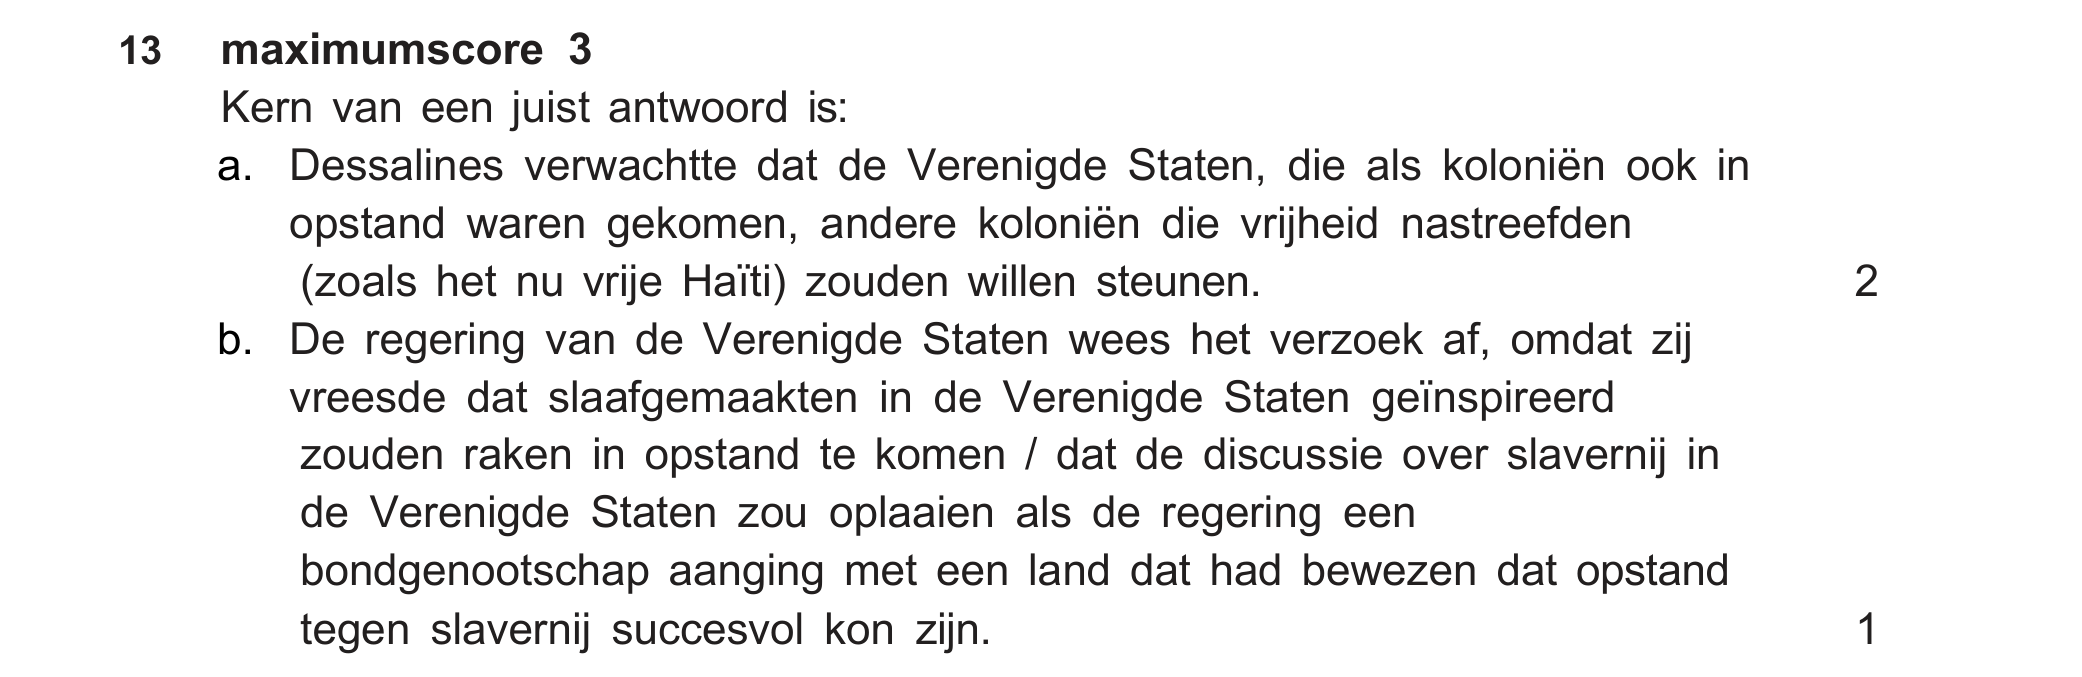 13 maximumscore 3
Kern van een juist antwoord is:
a. Dessalines verwachtte dat de Verenigde Staten, die als koloniën ook in
opstand waren gekomen, andere koloniën die vrijheid nastreefden
(zoals het nu vrije Haïti) zouden willen steunen. 2
b. De regering van de Verenigde Staten wees het verzoek af, omdat zij
vreesde dat slaafgemaakten in de Verenigde Staten geïnspireerd
zouden raken in opstand te komen / dat de discussie over slavernij in
de Verenigde Staten zou oplaaien als de regering een
bondgenootschap aanging met een land dat had bewezen dat opstand
tegen slavernij succesvol kon zijn. 1